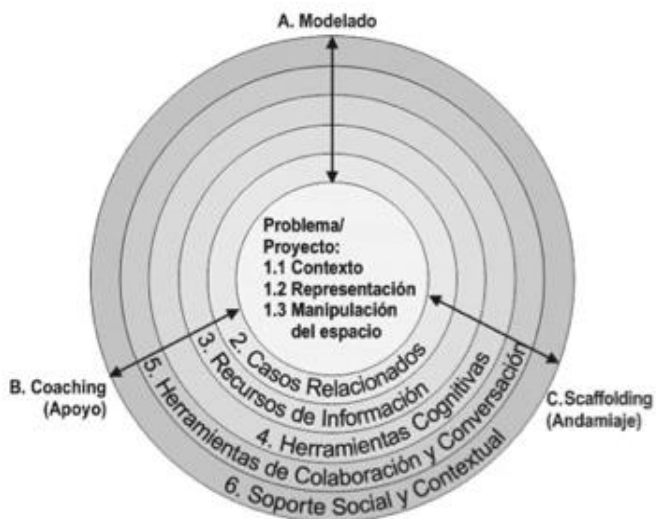 A. Modelado
Problema/
Proyecto:
1.1 Contexto
1.2 Representación
1.3 Manipulación
del espacio
2. Casos Relacionados
3. Recursos de Información
4. Herramientas Cognitivas
5. Herramientas de Colaboración y Conversación
6. Soporte Social y Contextual
B. Coaching
(Apoyo)
C.Scaffolding
(Andamiaje)